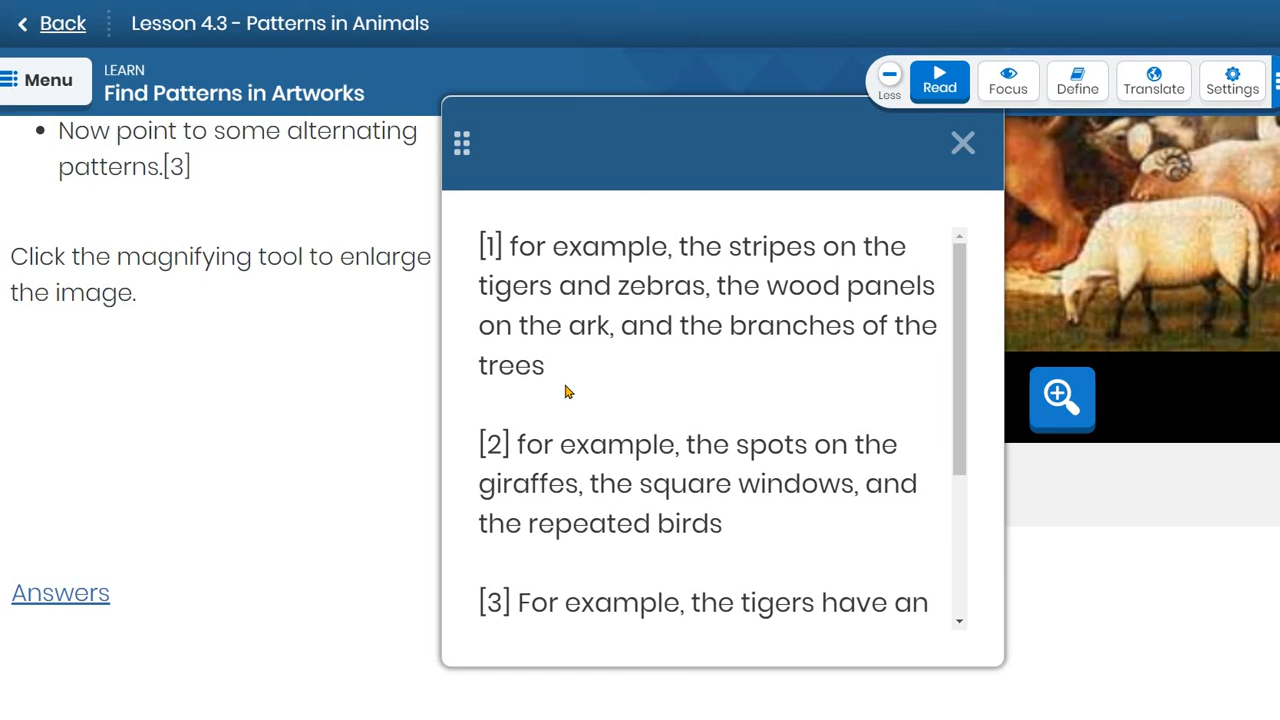 Back
Lesson 4.3 - Patterns in Animals
Menu
LEARN
Find Patterns in Artworks
Less
Read
Focus
Define
Translate
Settings
• Now point to some alternating
patterns.[3]
Click the magnifying tool to enlarge
the image.
Answers
[1] for example, the stripes on the
tigers and zebras, the wood panels
on the ark, and the branches of the
trees
[2] for example, the spots on the
giraffes, the square windows, and
the repeated birds
[3] For example, the tigers have an